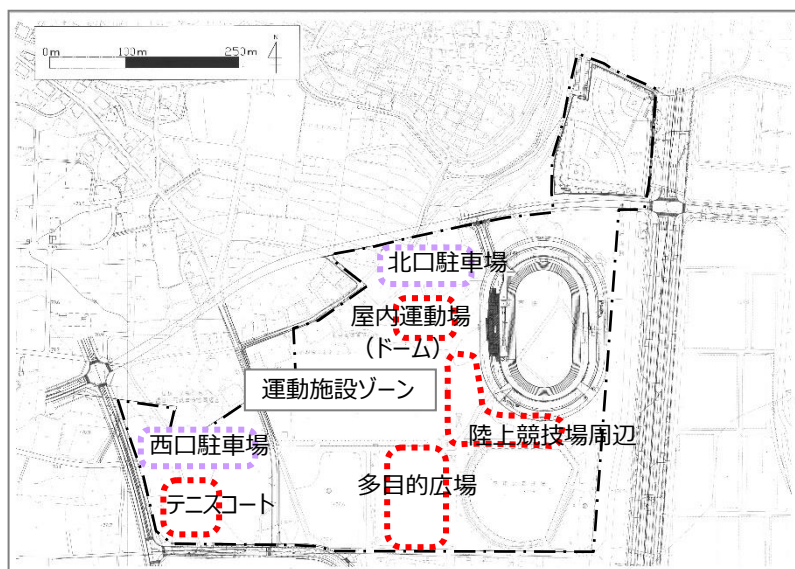 0m 100m 250m
N
北口駐車場
屋内運動場
（ドーム）
運動施設ゾーン
陸上競技場周辺
西口駐車場
多目的広場
テニスコート